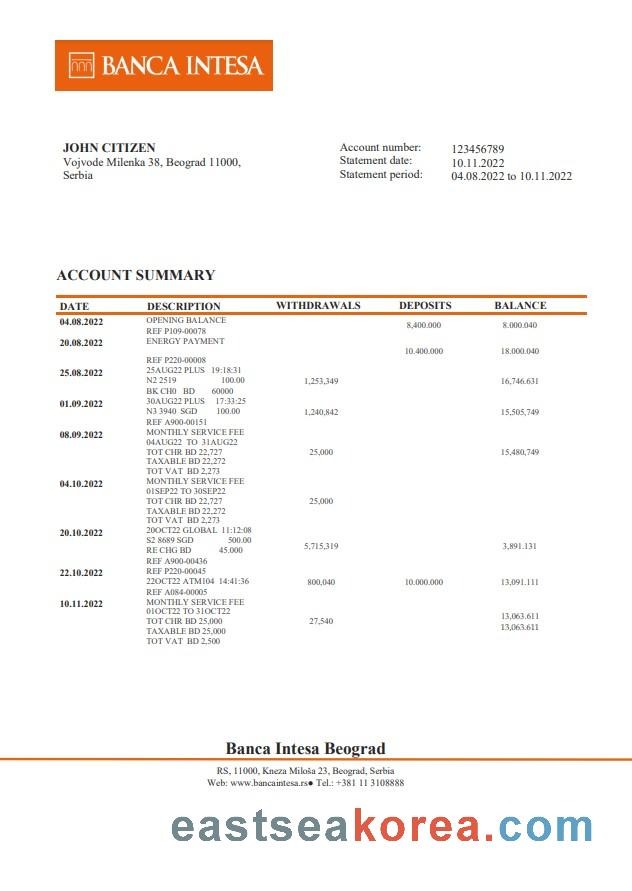 BANCA INTESA
JOHN CITIZEN
Vojvode Milenka 38, Beograd 11000,
Serbia
Account number: 123456789
Statement date: 10.11.2022
Statement period: 04.08.2022 to 10.11.2022
ACCOUNT SUMMARY
DATE DESCRIPTION WITHDRAWALS DEPOSITS BALANCE
04.08.2022 OPENING BALANCE 8,400.000 8.000.040
REF P109-00078
20.08.2022 ENERGY PAYMENT
10.400.000 18.000.040
REF P220-00008
25.08.2022 25AUG22 PLUS 19:18:31
N2 2519 100.00 1,253,349 16,746.631
BK CH0 BD 60000
01.09.2022 30AUG22 PLUS 17:33:25
N3 3940 SGD 100.00 1,240,842 15,505,749
REF A900-00151
08.09.2022 MONTHLY SERVICE FEE
04AUG22 TO 31AUG22
TOT CHR BD 22,727 25,000 15,480,749
TAXABLE BD 22,272
TOT VAT BD 2,273
04.10.2022 MONTHLY SERVICE FEE
01SEP22 TO 30SEP22
TOT CHR BD 22,727 25,000
TAXABLE BD 22,272
TOT VAT BD 2,273
20.10.2022 20OCT22 GLOBAL 11:12:08
S2 8689 SGD 500.00
RE CHG BD 45.000 5,715,319 3,891.131
REF A900-00436
22.10.2022 REF P220-00045
22OCT22 ATM104 14:41:36 800,040 10.000.000 13,091.111
REF A084-00005
10.11.2022 MONTHLY SERVICE FEE
01OCT22 TO 31OCT22 13,063.611
TOT CHR BD 25,000 27,540
TAXABLE BD 25,000 13,063.611
TOT VAT BD 2,500
Banca Intesa Beograd
RS, 11000, Kneza Miloša 23, Beograd, Serbia
Web: www.bancaintesa.rs● Tel.: +381 11 3108888
eastseakorea.com